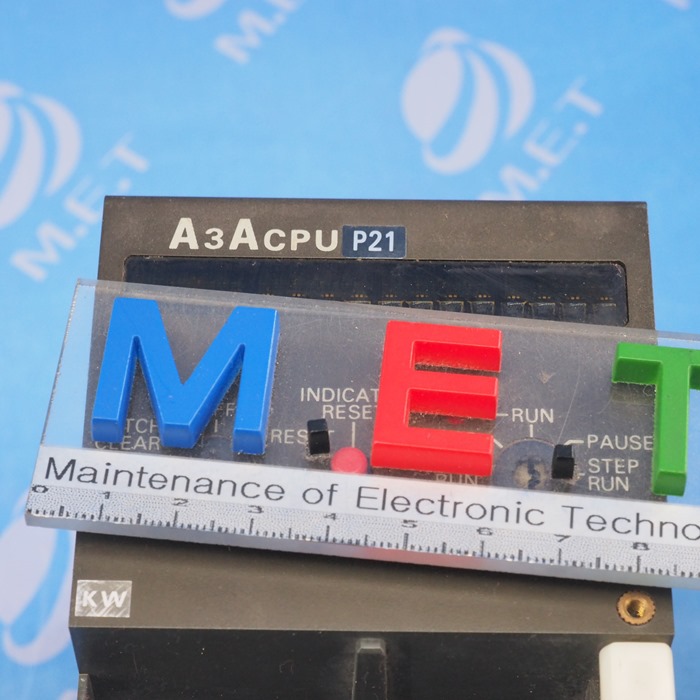 M.E.T
M.E.T
M.E.T
A3ACPU P21
M E T
INDICAT
RESET
RUN
PAUSE
STEP
RUN
CLEAR
RES
RUN
Maintenance of Electronic Techno
0 1 2 3 4 5 6 7 8
KW